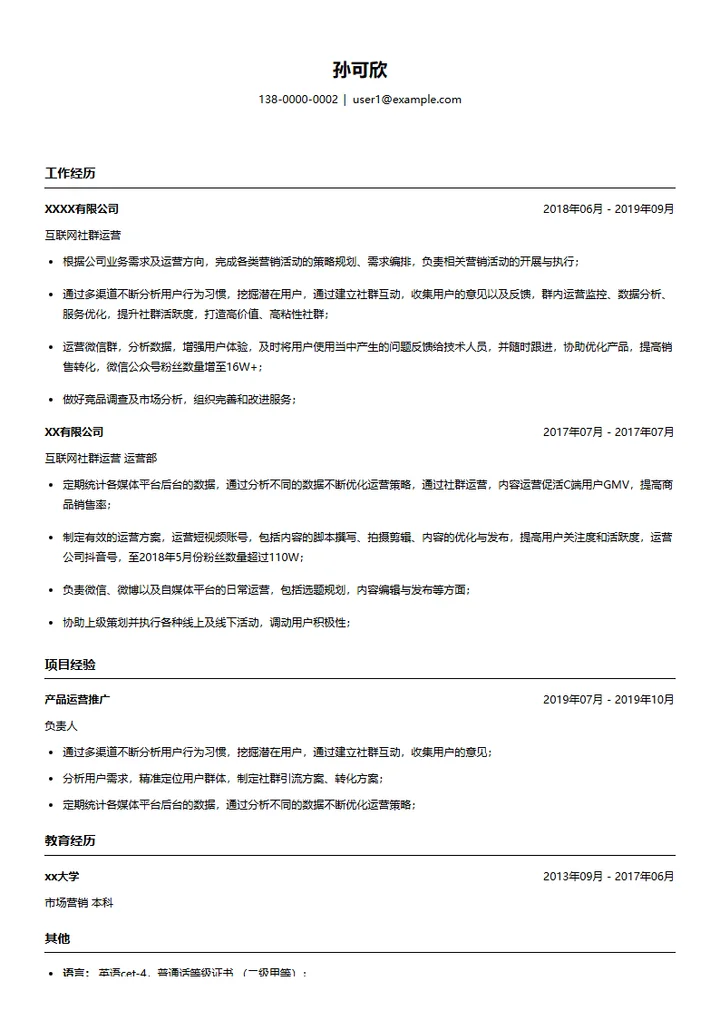 孙可欣
138-0000-0002 | user1@example.com
工作经历
XXXX有限公司 2018年06月 - 2019年09月
互联网社群运营
• 根据公司业务需求及运营方向，完成各类营销活动的策略规划、需求编排，负责相关营销活动的开展与执行；
• 通过多渠道不断分析用户行为习惯，挖掘潜在用户，通过建立社群互动，收集用户的意见以及反馈，群内运营监控、数据分析、
服务优化，提升社群活跃度，打造高价值、高粘性社群；
• 运营微信群，分析数据，增强用户体验，及时将用户使用当中产生的问题反馈给技术人员，并随时跟进，协助优化产品，提高销
售转化，微信公众号粉丝数量增至16W+；
• 做好竞品调查及市场分析，组织完善和改进服务；
XX有限公司 2017年07月 - 2017年07月
互联网社群运营 运营部
• 定期统计各媒体平台后台的数据，通过分析不同的数据不断优化运营策略，通过社群运营，内容运营促活C端用户GMV，提高商
品销售率；
• 制定有效的运营方案，运营短视频账号，包括内容的脚本撰写、拍摄剪辑、内容的优化与发布，提高用户关注度和活跃度，运营
公司抖音号，至2018年5月份粉丝数量超过110W；
• 负责微信、微博以及自媒体平台的日常运营，包括选题规划，内容编辑与发布等方面；
• 协助上级策划并执行各种线上及线下活动，调动用户积极性；
项目经验
产品运营推广 2019年07月 - 2019年10月
负责人
• 通过多渠道不断分析用户行为习惯，挖掘潜在用户，通过建立社群互动，收集用户的意见；
• 分析用户需求，精准定位用户群体，制定社群引流方案、转化方案；
• 定期统计各媒体平台后台的数据，通过分析不同的数据不断优化运营策略；
教育经历
xx大学 2013年09月 - 2017年06月
市场营销 本科
其他
• 语言： 英语cet-4，普通话等级证书 （二级甲等）；